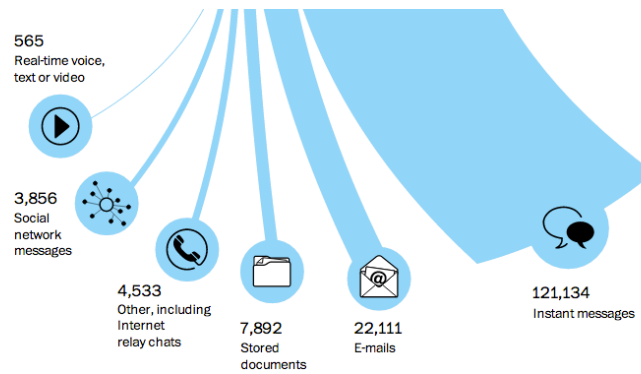 565
Real-time voice,
text or video
3,856
Social
network
messages
4,533
Other, including
Internet
relay chats
7,892
Stored
documents
@
22,111
E-mails
121,134
Instant messages